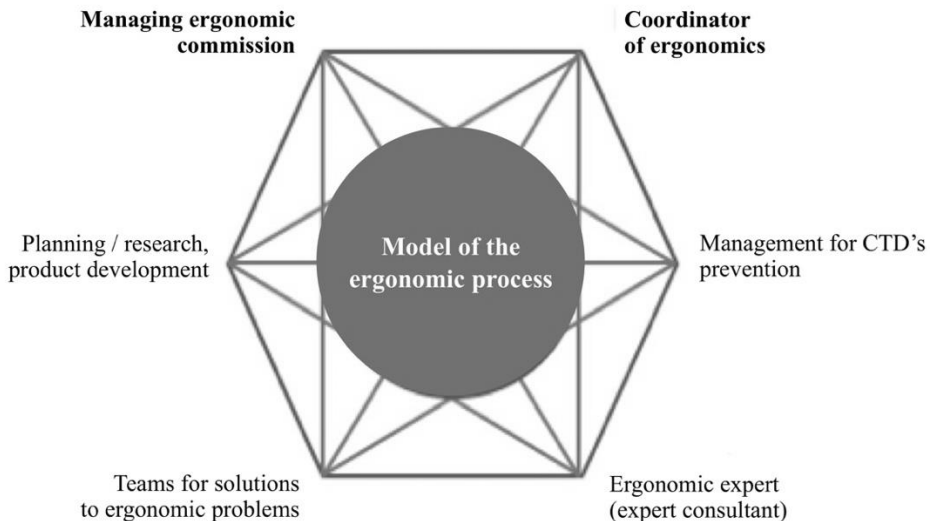 Managing ergonomic
commission
Coordinator
of ergonomics
Planning / research,
product development
Model of the
ergonomic process
Management for CTD's
prevention
Teams for solutions
to ergonomic problems
Ergonomic expert
(expert consultant)